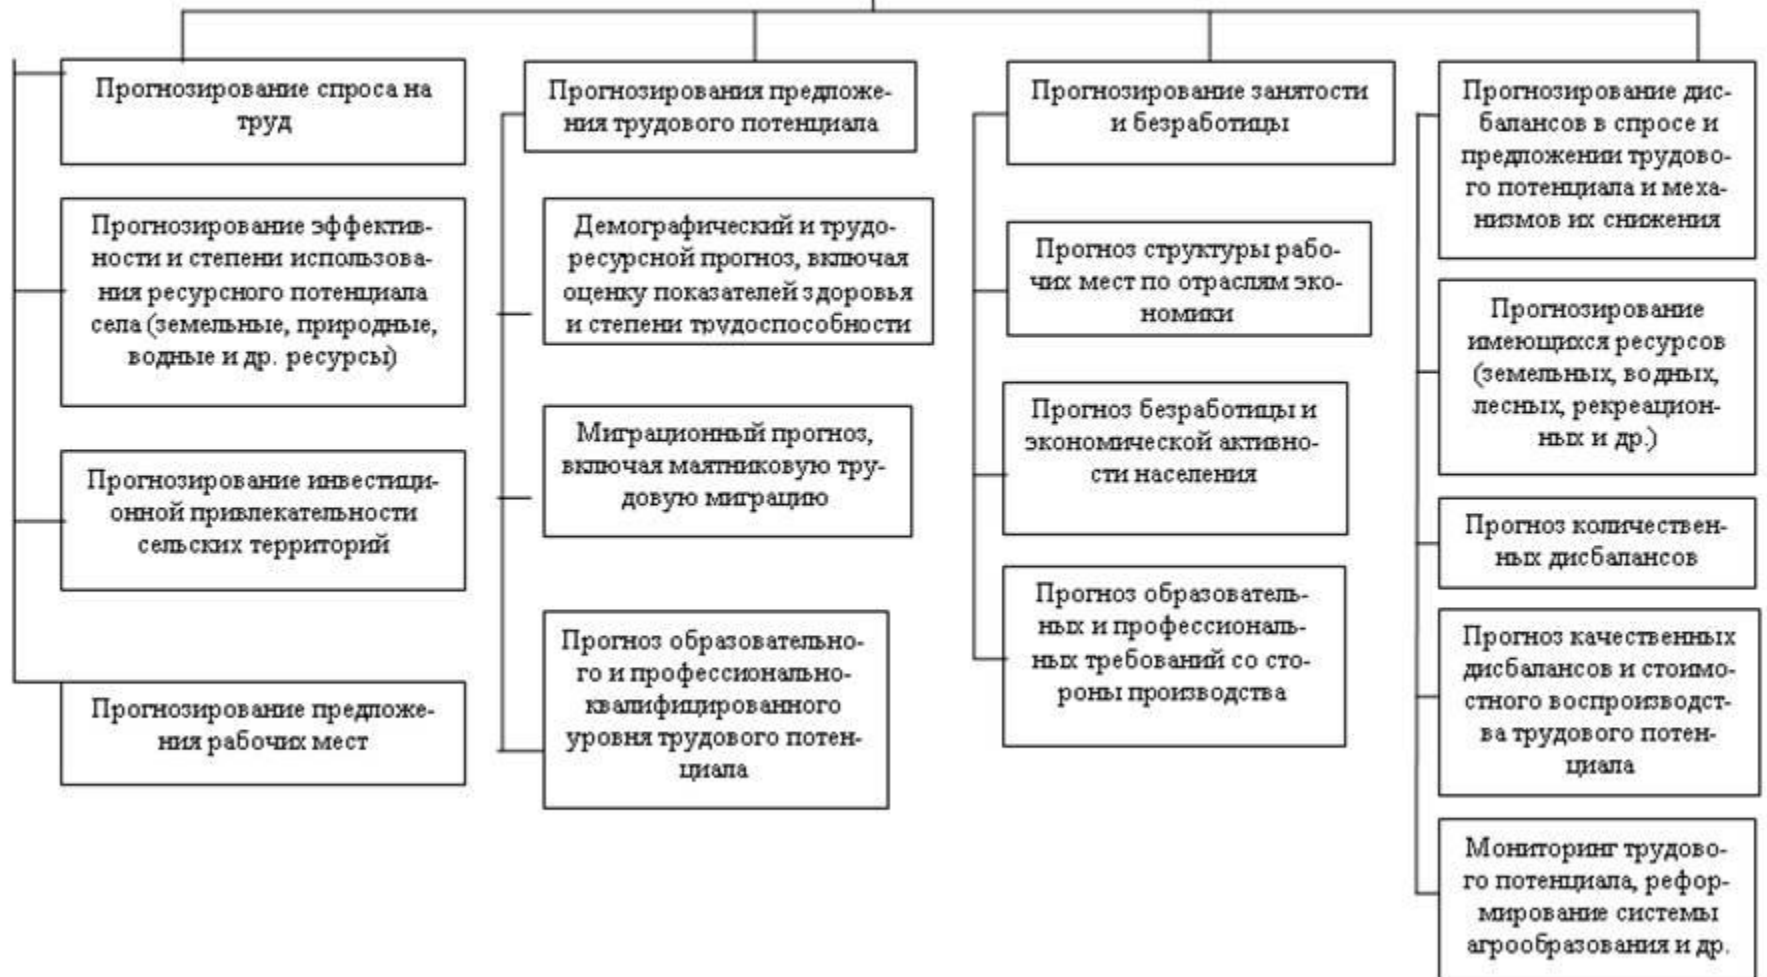 Прогнозирование спроса на
труд
Прогнозирование эффектив-
ности и степени использова-
ния ресурсного потенциала
села (земельные, природные,
водные и др. ресурсы)
Прогнозирование инвестици-
онной привлекательности
сельских территорий
Прогнозирование предложе-
ния рабочих мест
Прогнозирования предложе-
ния трудового потенциала
Демографический и трудо-
ресурсной прогноз, включая
оценку показателей здоровья
и степени трудоспособности
Миграционный прогноз,
включая маятниковую тру-
довую миграцию
Прогноз образовательно-
го и профессионально-
квалифицированного
уровня трудового потен-
циала
Прогнозирование занятости
и безработицы
Прогноз структуры рабо-
чих мест по отраслям эко-
номики
Прогноз безработицы и
экономической активно-
сти населения
Прогноз образователь-
ных и профессиональ-
ных требований со сто-
роны производства
Прогнозирование дис-
балансов в спросе и
предложении трудово-
го потенциала и меха-
низмов их снижения
Прогнозирование
имеющихся ресурсов
(земельных, водных,
лесных, рекреацион-
ных и др.)
Прогноз количествен-
ных дисбалансов
Прогноз качественных
дисбалансов и стоимо-
стного воспроизводст-
ва трудового потен-
циала
Мониторинг трудово-
го потенциала, рефор-
мирование системы
агрообразования и др.